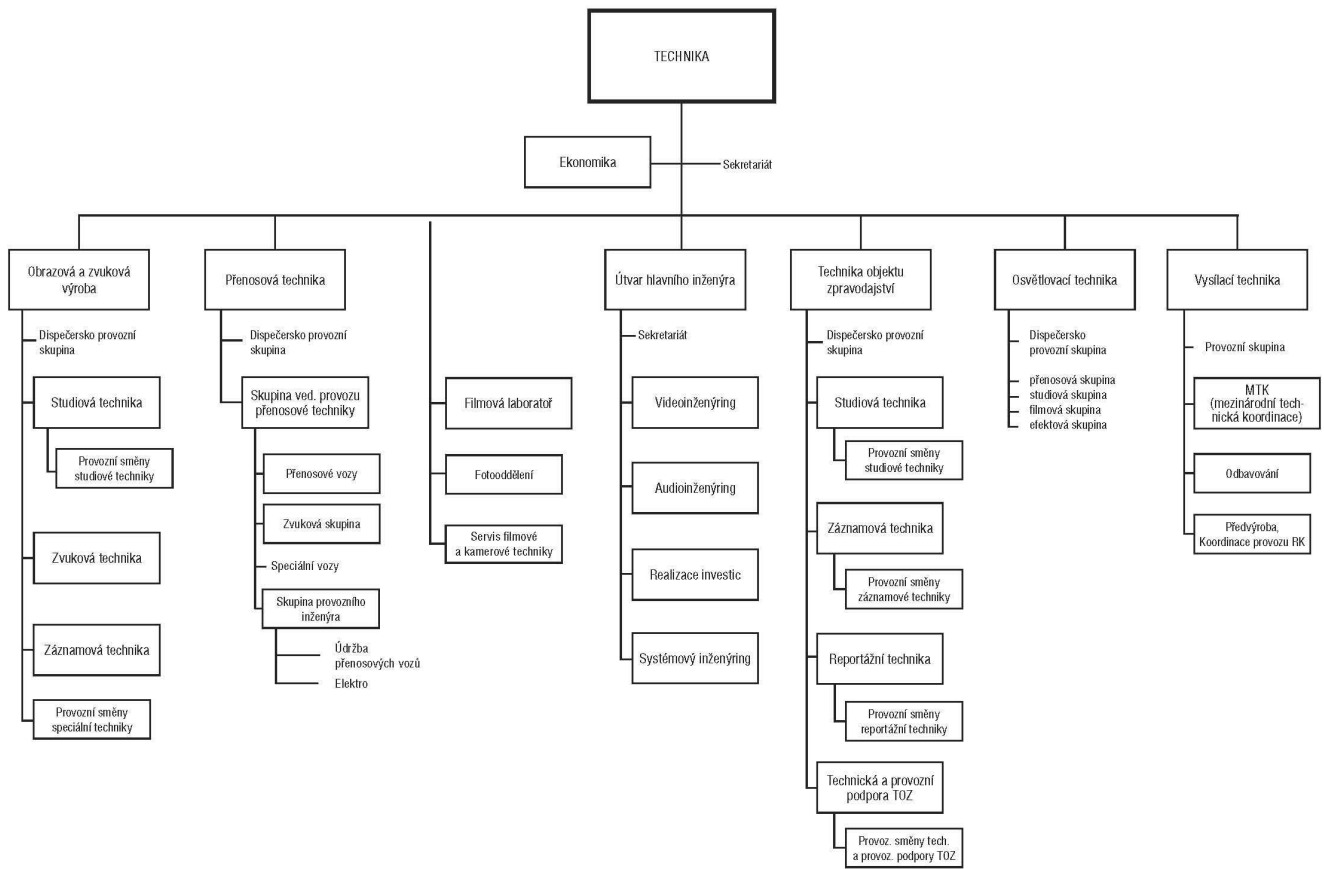 TECHNIKA
Ekonomika
Sekretariát
Obrazová a zvuková
výroba
Dispečersko provozní
skupina
Studiová technika
Provozní směny
studiové techniky
Zvuková technika
Záznamová technika
Provozní směny
speciální techniky
Přenosová technika
Dispečersko provozní
skupina
Skupina ved. provozu
přenosové techniky
Přenosové vozy
Zvuková skupina
Speciální vozy
Skupina provozního
inženýra
Údržba
přenosových vozů
Elektro
Filmová laboratoř
Fotooddělení
Servis filmové
a kamerové techniky
Útvar hlavního inženýra
Sekretariát
Videoinženýring
Audioinženýring
Realizace investic
Systémový inženýring
Technika objektu
zpravodajství
Dispečersko provozní
skupina
Studiová technika
Provozní směny
studiové techniky
Záznamová technika
Provozní směny
záznamové techniky
Reportážní technika
Provozní směny
reportážní techniky
Technická a provozní
podpora TOZ
Provoz. směny tech.
a provoz. podpory TOZ
Osvětlovací technika
Dispečersko
provozní skupina
přenosová skupina
studiová skupina
filmová skupina
efektová skupina
Vysílací technika
Provozní skupina
MTK
(mezinárodní tech-
nická koordinace)
Odbavování
Předvýroba,
Koordinace provozu RK